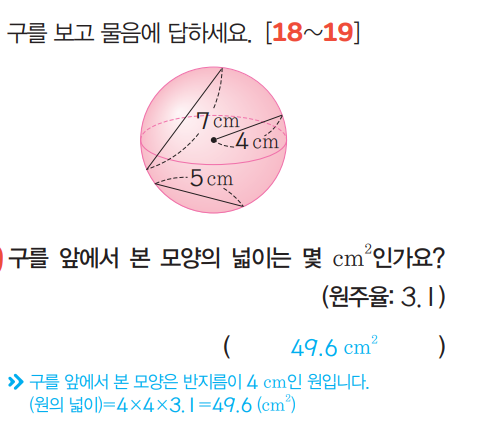 구를 보고 물음에 답하세요. [18~19]
7 cm
4 cm
5 cm
구를 앞에서 본 모양의 넓이는 몇 cm²인가요?
(원주율: 3.1)
( 49.6 cm² )
» 구를 앞에서 본 모양은 반지름이 4 cm인 원입니다.
(원의 넓이)=4×4×3.1=49.6 (cm²)